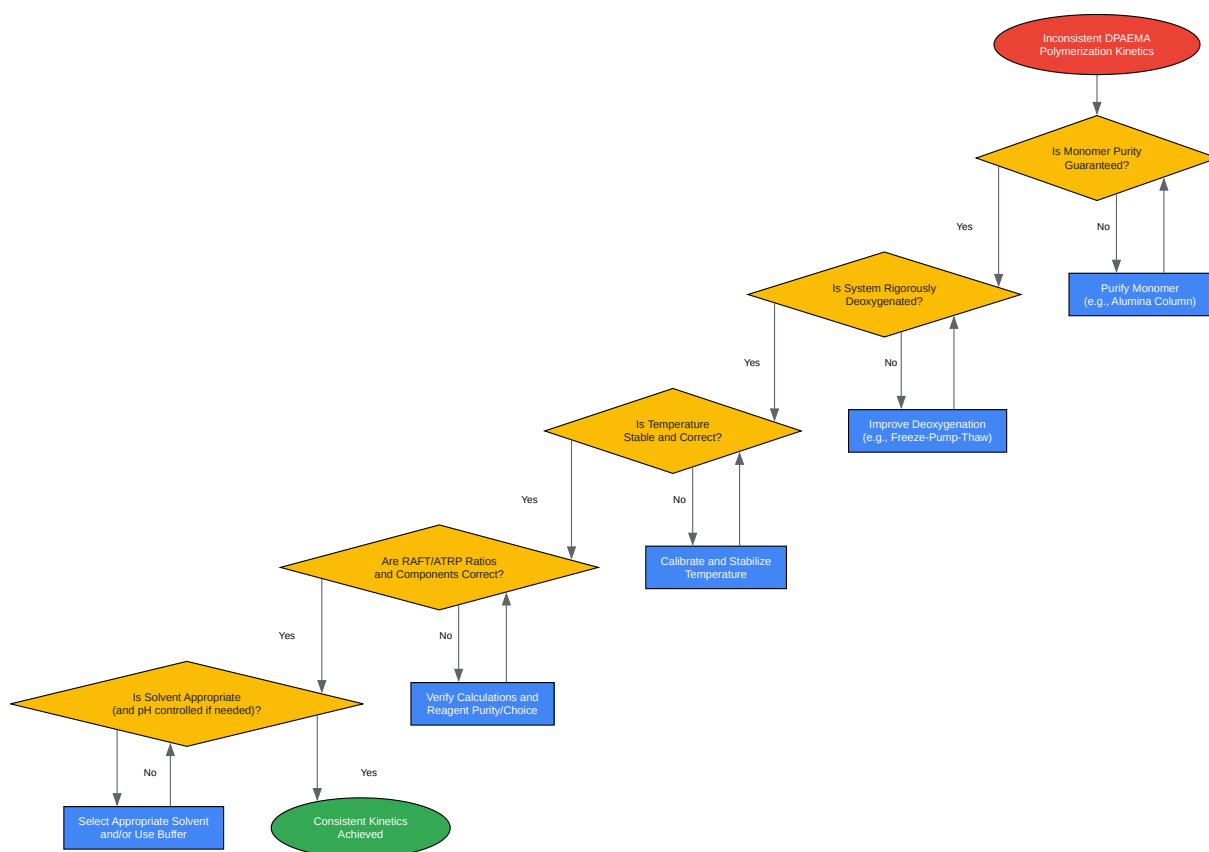 Inconsistent DPAEMA
Polymerization Kinetics
Is Monomer Purity
Guaranteed?
Yes
No
Purify Monomer
(e.g., Alumina Column)
Is System Rigorously
Deoxygenated?
Yes
No
Improve Deoxygenation
(e.g., Freeze-Pump-Thaw)
Is Temperature
Stable and Correct?
Yes
No
Calibrate and Stabilize
Temperature
Are RAFT/ATRP Ratios
and Components Correct?
Yes
No
Verify Calculations and
Reagent Purity/Choice
Is Solvent Appropriate
(and pH controlled if needed)?
No
Yes
Select Appropriate Solvent
and/or Use Buffer
Consistent Kinetics
Achieved